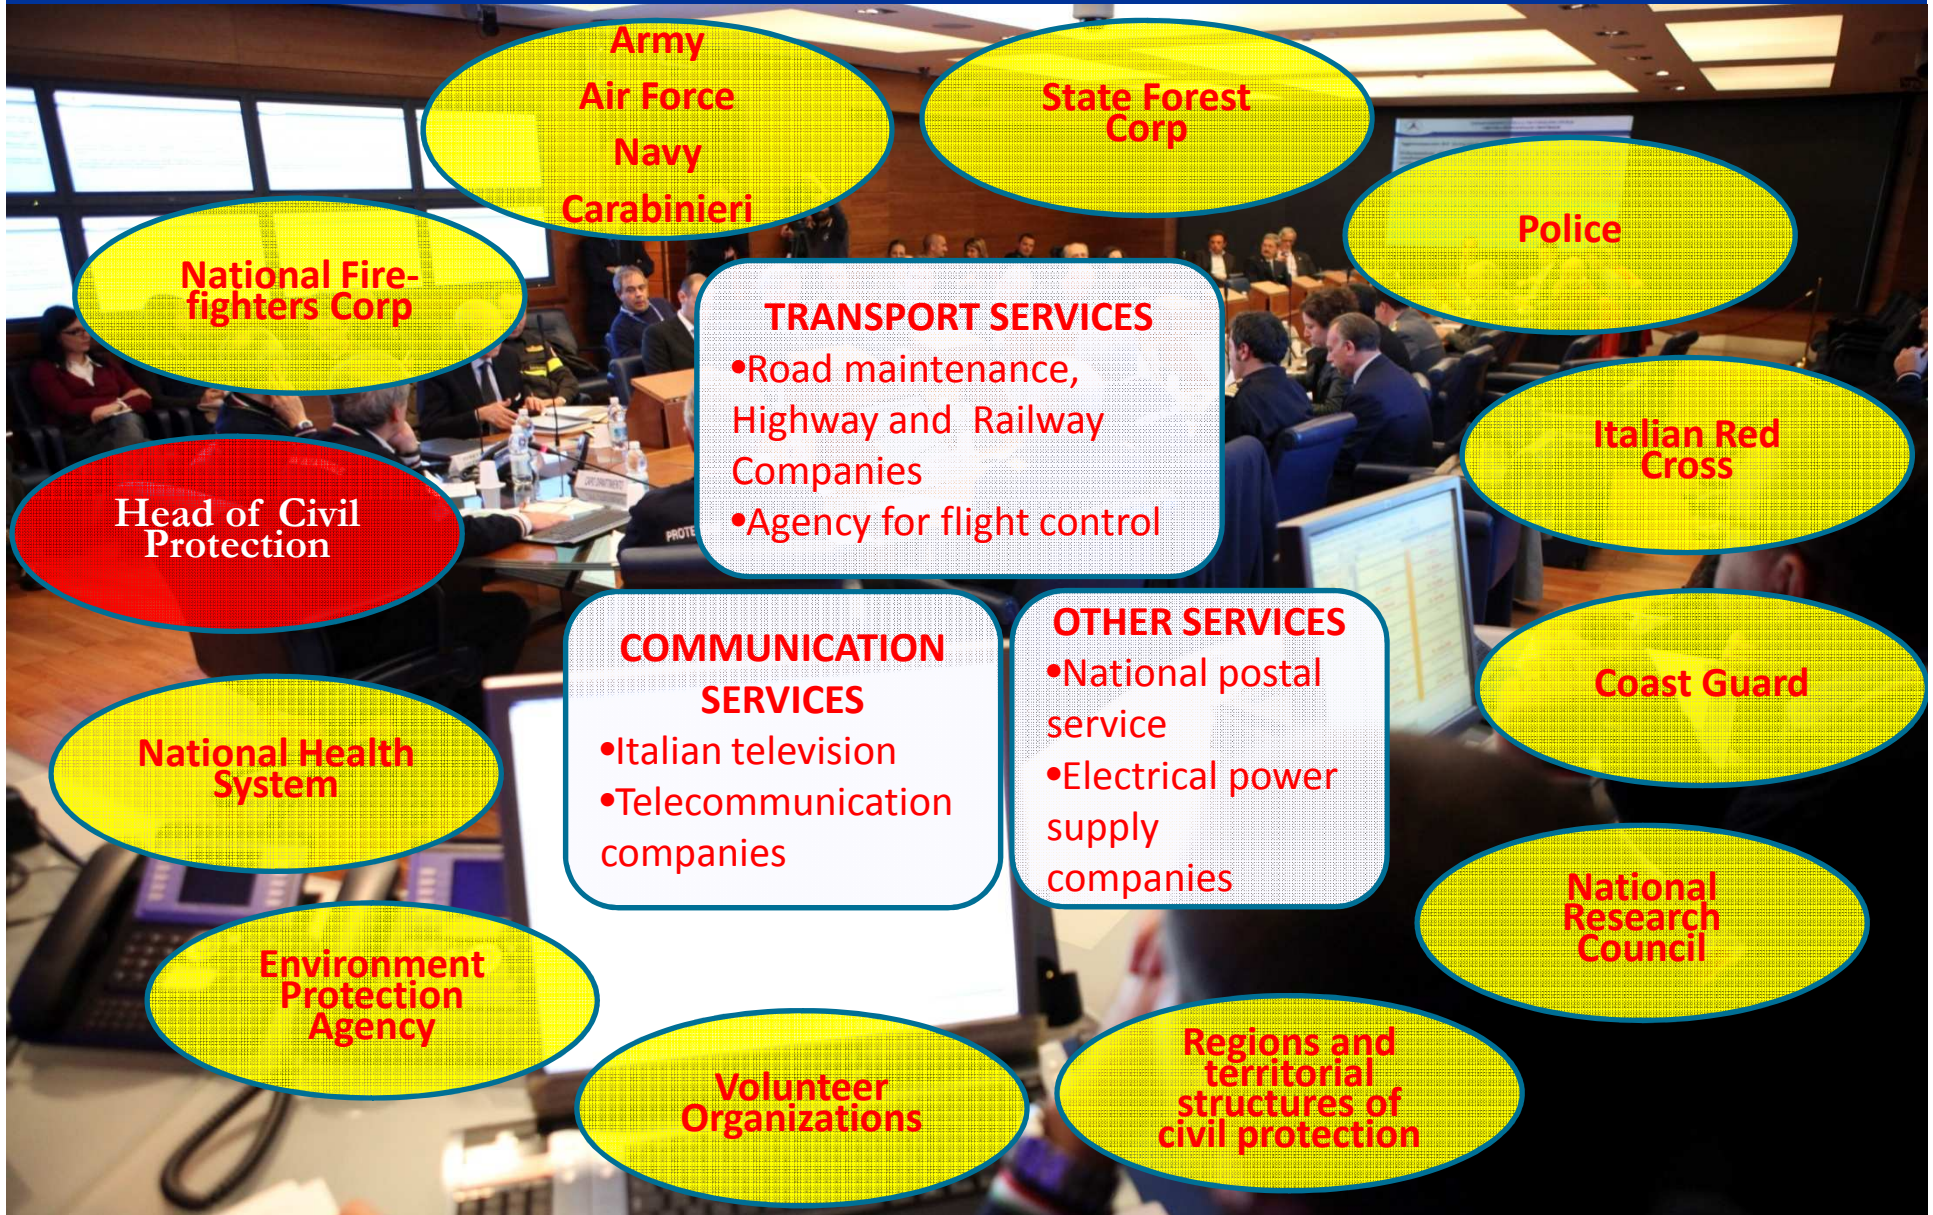 Army
Air Force
Navy
Carabinieri
State Forest
Corp
Police
National Fire-
fighters Corp
TRANSPORT SERVICES
•Road maintenance,
Highway and Railway
Companies
•Agency for flight control
Italian Red
Cross
Head of Civil
Protection
COMMUNICATION
SERVICES
•Italian television
•Telecommunication
companies
OTHER SERVICES
•National postal
service
•Electrical power
supply
companies
Coast Guard
National Health
System
National
Research
Council
Environment
Protection
Agency
Volunteer
Organizations
Regions and
territorial
structures of
civil protection